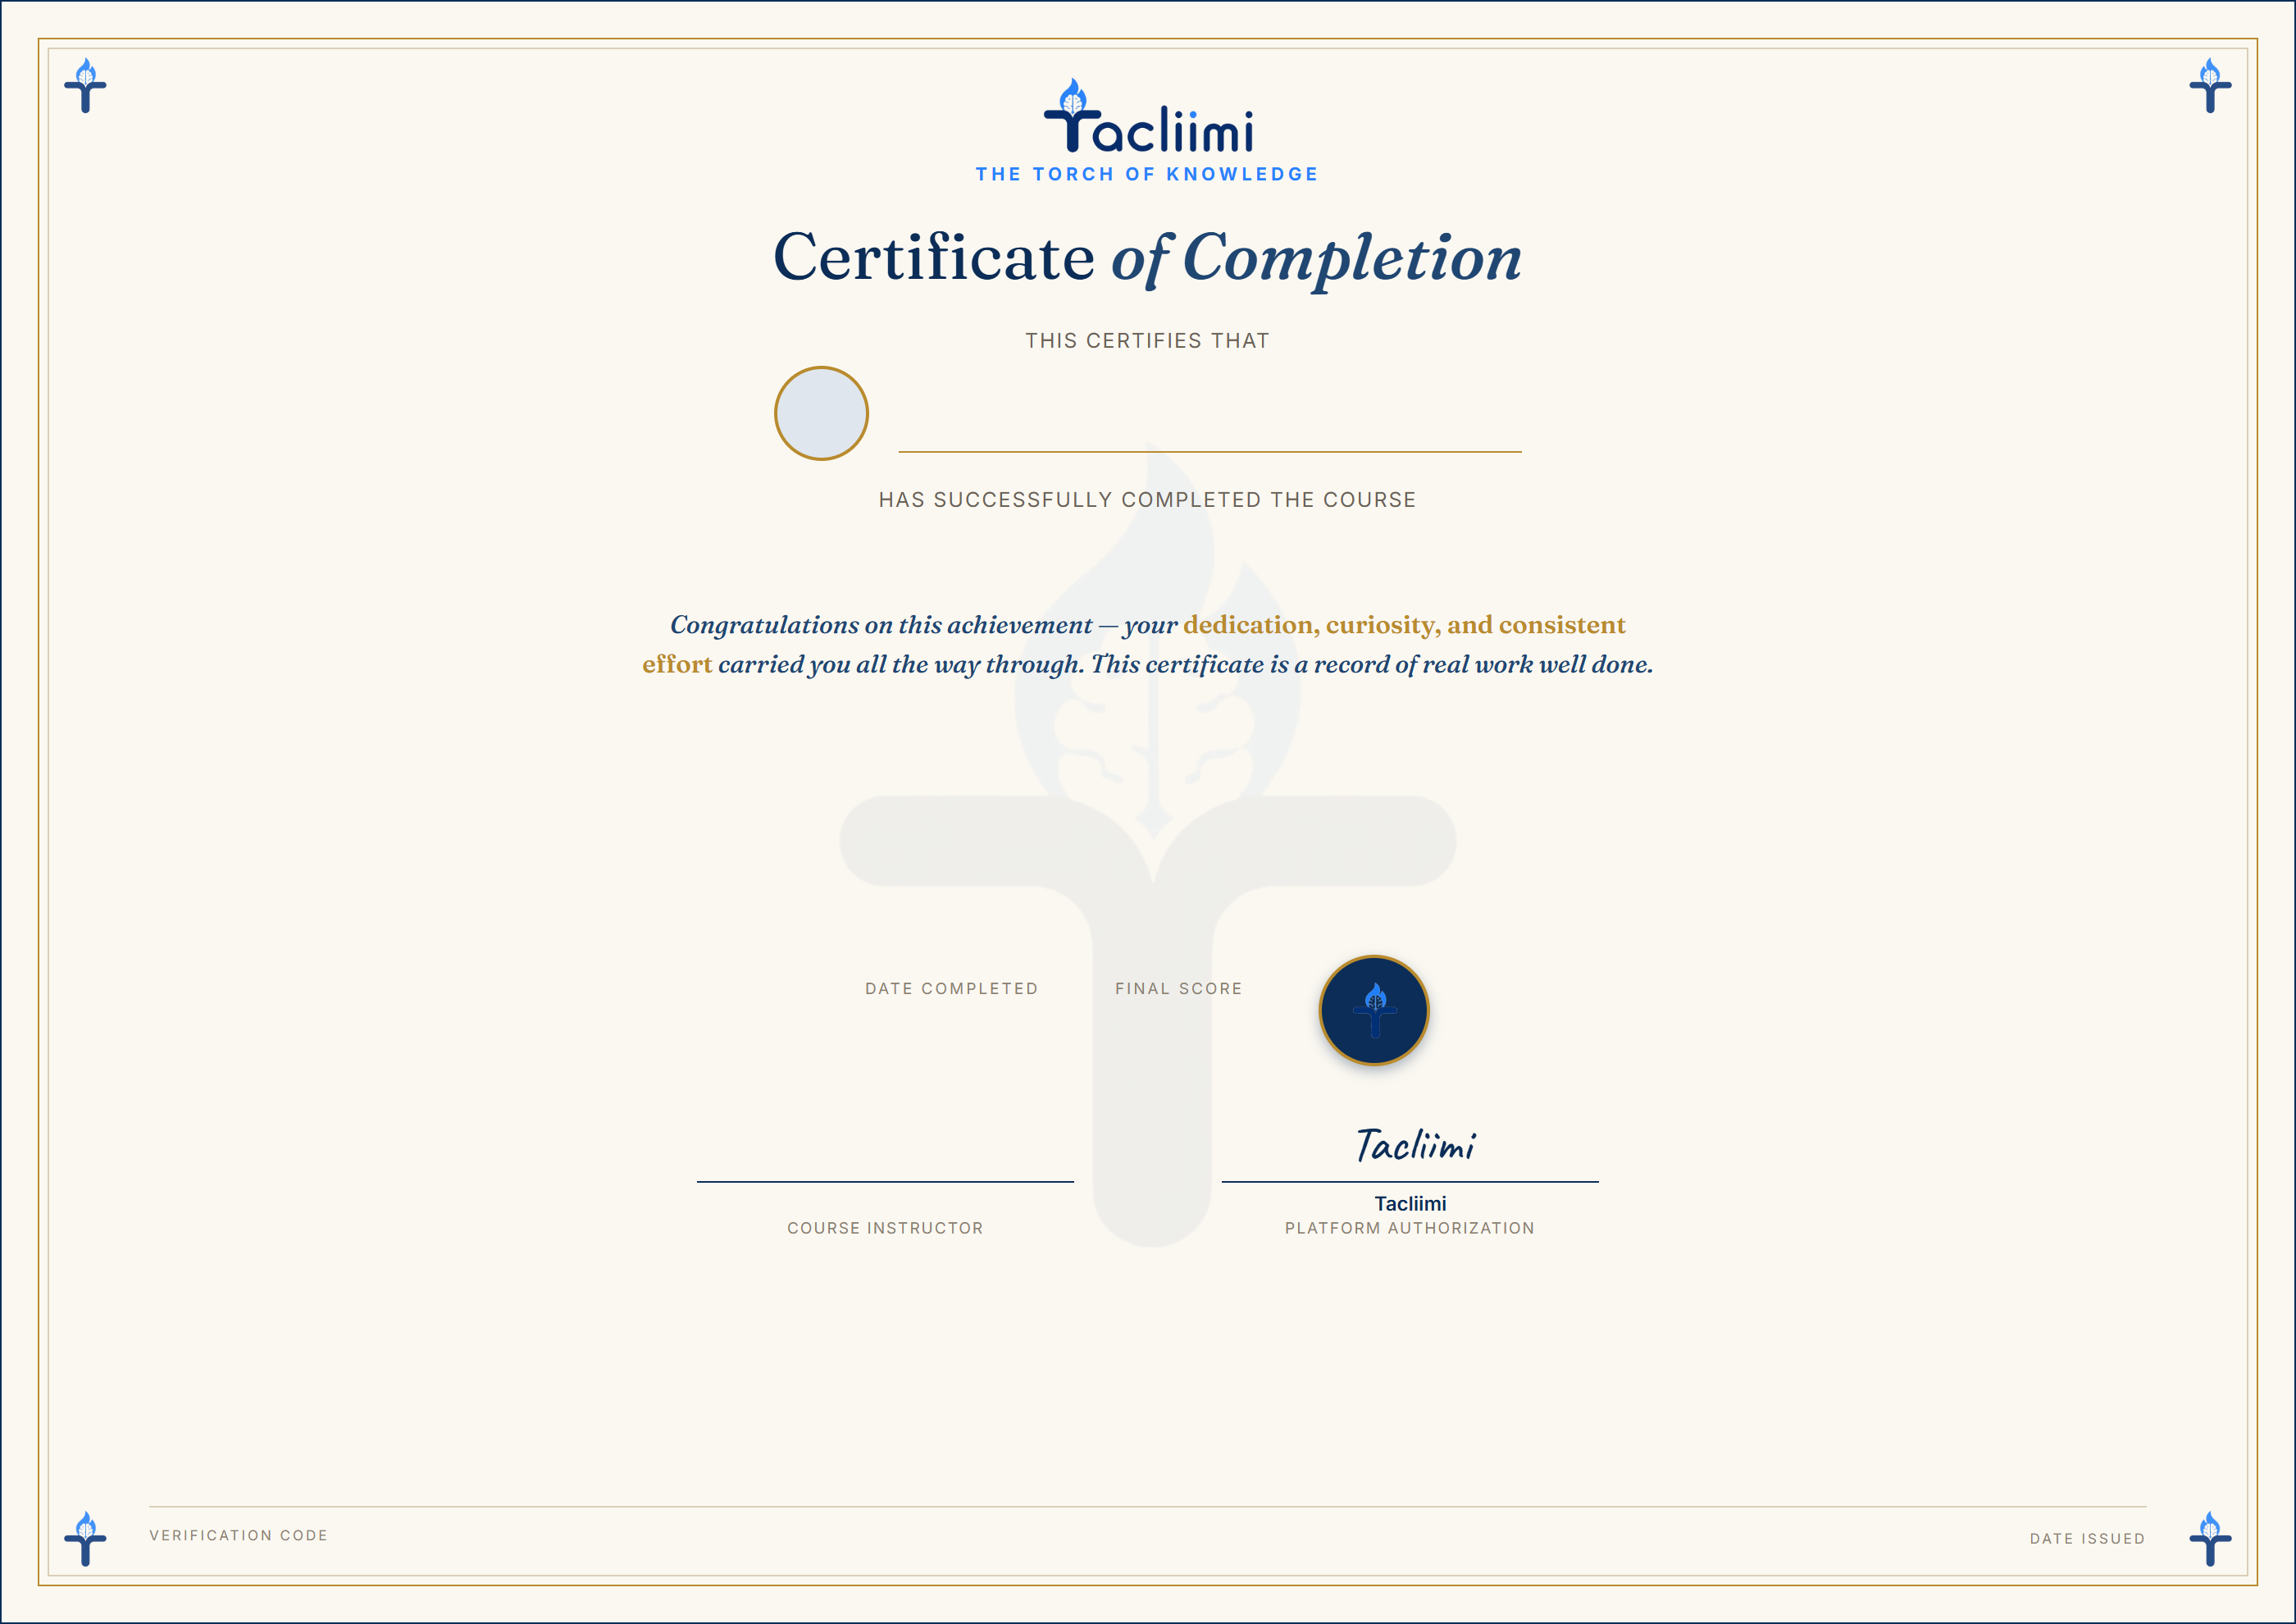 Tacliimi
THE TORCH OF KNOWLEDGE
Certificate of Completion
THIS CERTIFIES THAT
HAS SUCCESSFULLY COMPLETED THE COURSE
Congratulations on this achievement — your dedication, curiosity, and consistent
effort carried you all the way through. This certificate is a record of real work well done.
DATE COMPLETED
FINAL SCORE
Tacliimi
Tacliimi
COURSE INSTRUCTOR
PLATFORM AUTHORIZATION
VERIFICATION CODE
DATE ISSUED